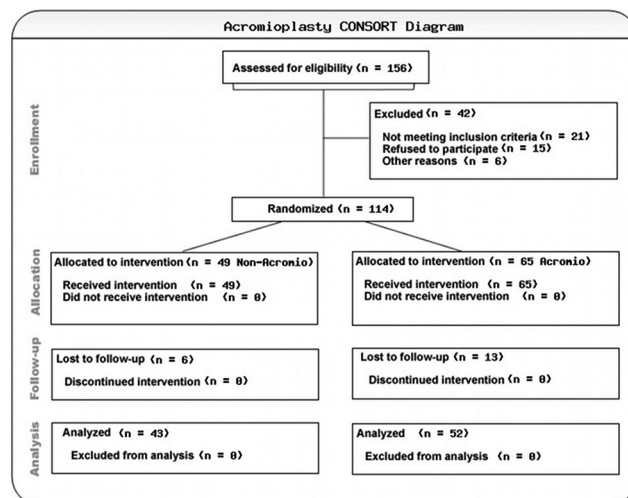 Acromioplasty CONSORT Diagram
Assessed for eligibility (n = 156)
Enrollment
Excluded (n = 42)
Not meeting inclusion criteria (n = 21)
Refused to participate (n = 15)
Other reasons (n = 6)
Randomized (n = 114)
Allocation
Allocated to intervention (n = 49 Non-Acromio)
Received intervention (n = 49)
Did not receive intervention (n = 0)
Allocated to intervention (n = 65 Acromio)
Received intervention (n = 65)
Did not receive intervention (n = 0)
Follow-up
Lost to follow-up (n = 6)
Discontinued intervention (n = 0)
Lost to follow-up (n = 13)
Discontinued intervention (n = 0)
Analysis
Analyzed (n = 43)
Excluded from analysis (n = 0)
Analyzed (n = 52)
Excluded from analysis (n = 0)